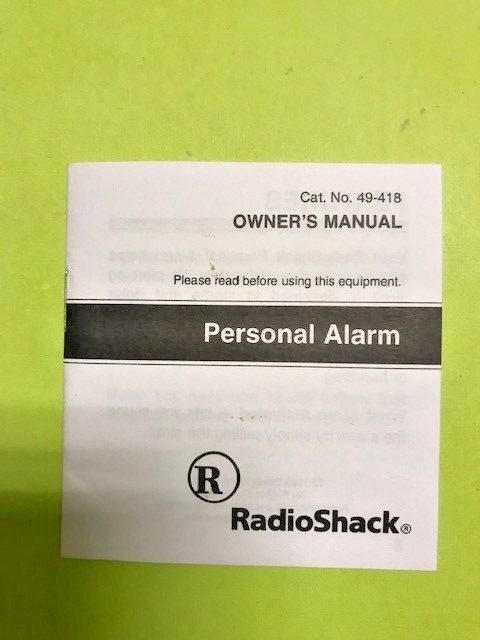 Cat. No. 49-418
OWNER'S MANUAL
Please read before using this equipment.
Personal Alarm
R
RadioShack®